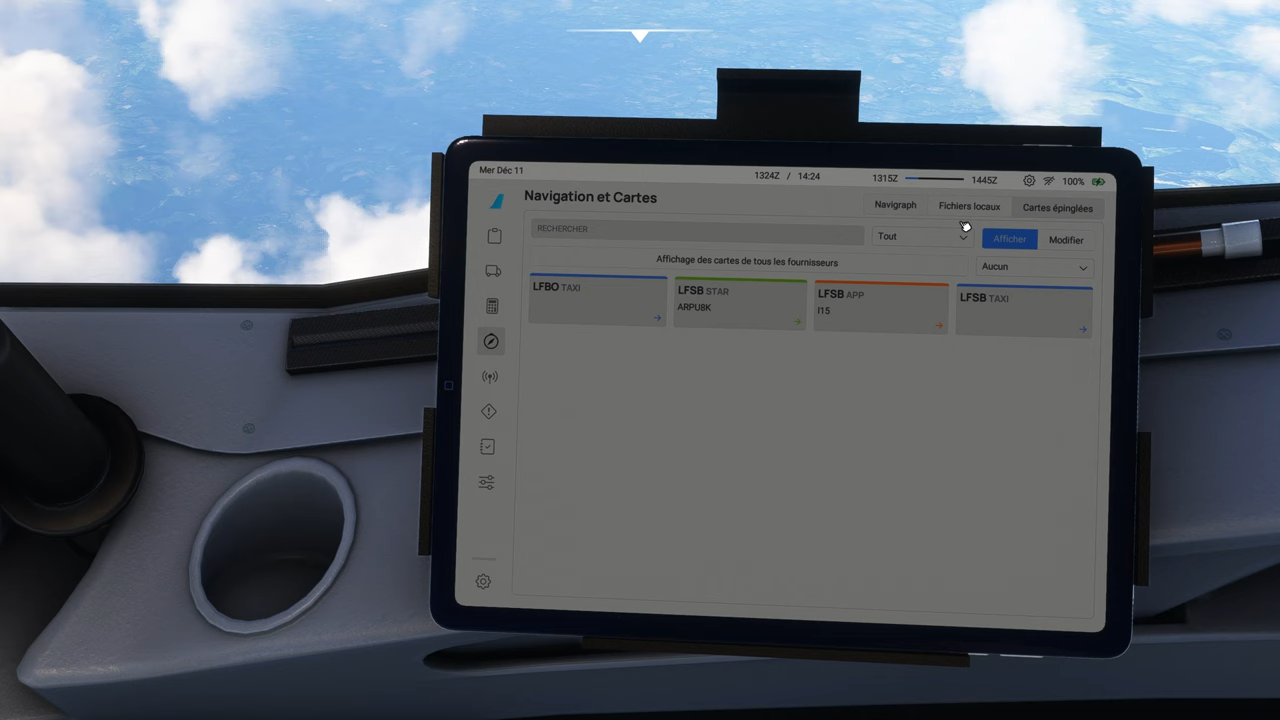 Mer Déc 11
1324Z / 14:24
1315Z
1445Z
100%
Navigation et Cartes
Navigraph
Fichiers locaux
Cartes épinglées
RECHERCHER
Tout
Afficher
Modifier
Affichage des cartes de tous les fournisseurs
Aucun
LFBO TAXI
LFSB STAR
ARPU8K
LFSB APP
I15
LFSB TAXI